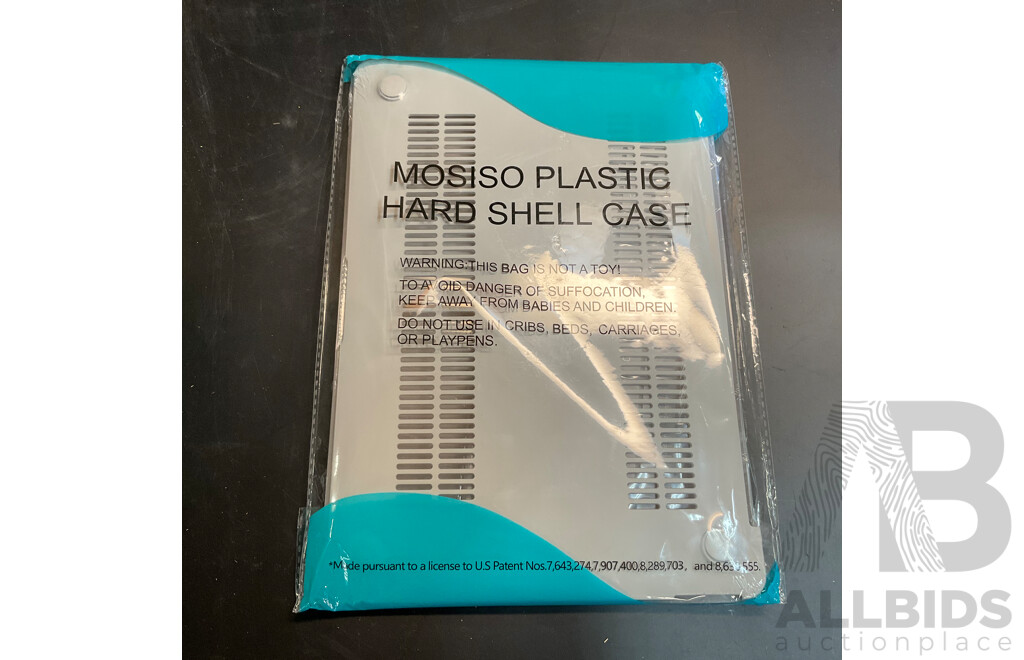 MOSISO PLASTIC
HARD SHELL CASE
WARNING:THIS BAG IS NOT A TOY!
TO AVOID DANGER OF SUFFOCATION,
KEEP AWAY FROM BABIES AND CHILDREN.
DO NOT USE IN CRIBS, BEDS, CARRIAGES,
OR PLAYPENS.
*Made pursuant to a license to U.S Patent Nos.7,643,274,7,907,400,8,289,703, and
AB
ALLBIDS
auctionplace